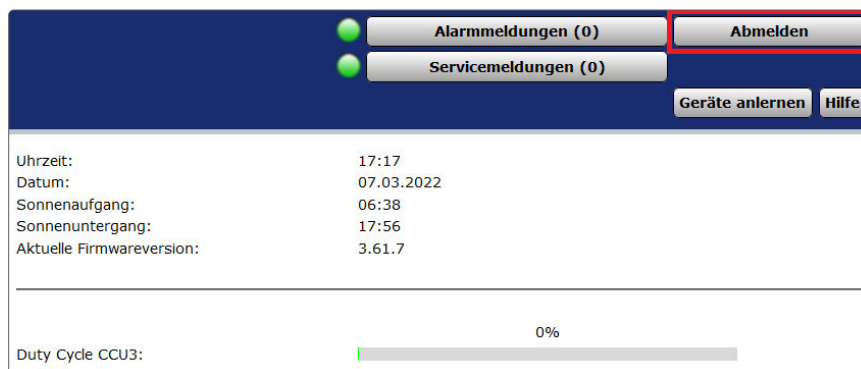 Alarmmeldungen (0) Abmelden
Servicemeldungen (0)
Geräte anlernen Hilfe
Uhrzeit: 17:17
Datum: 07.03.2022
Sonnenaufgang: 06:38
Sonnenuntergang: 17:56
Aktuelle Firmwareversion: 3.61.7
0%
Duty Cycle CCU3: